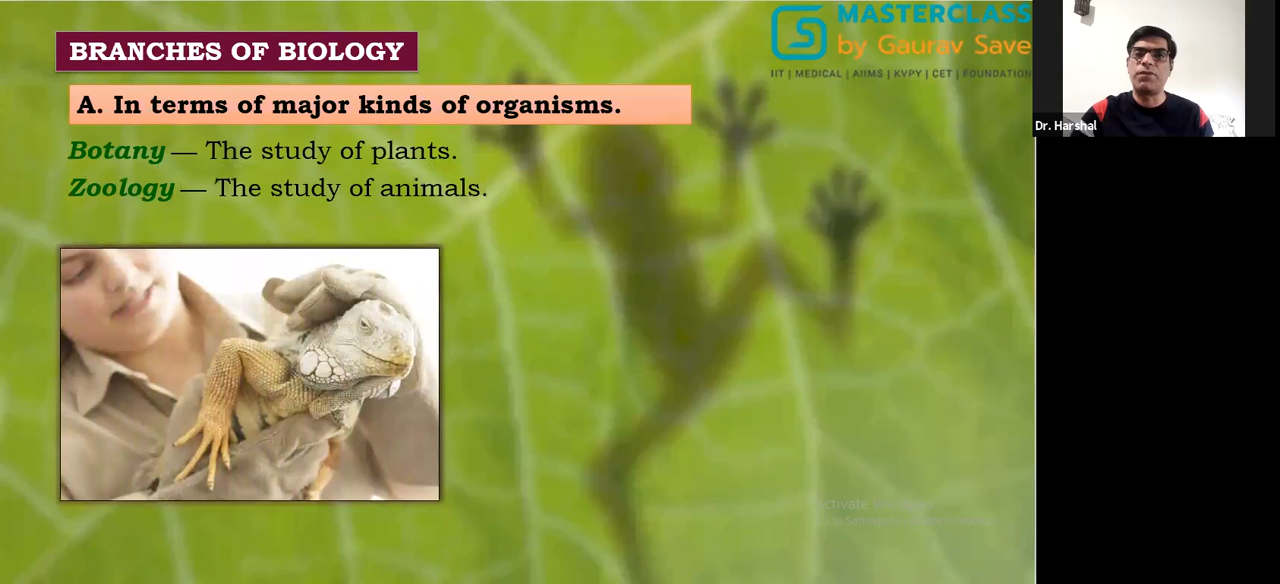 BRANCHES OF BIOLOGY
A. In terms of major kinds of organisms.
Botany — The study of plants.
Zoology — The study of animals.
MASTERCLASS
by Gaurav Save
IIT | MEDICAL | AIIMS | KVPY | CET | FOUNDATION
Dr. Harshal